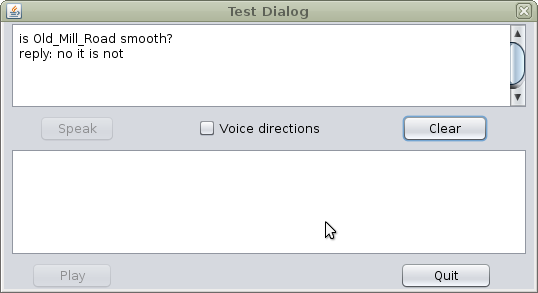 Test Dialog
is Old_Mill_Road smooth?
reply: no it is not
Speak
Voice directions
Clear
Play
Quit